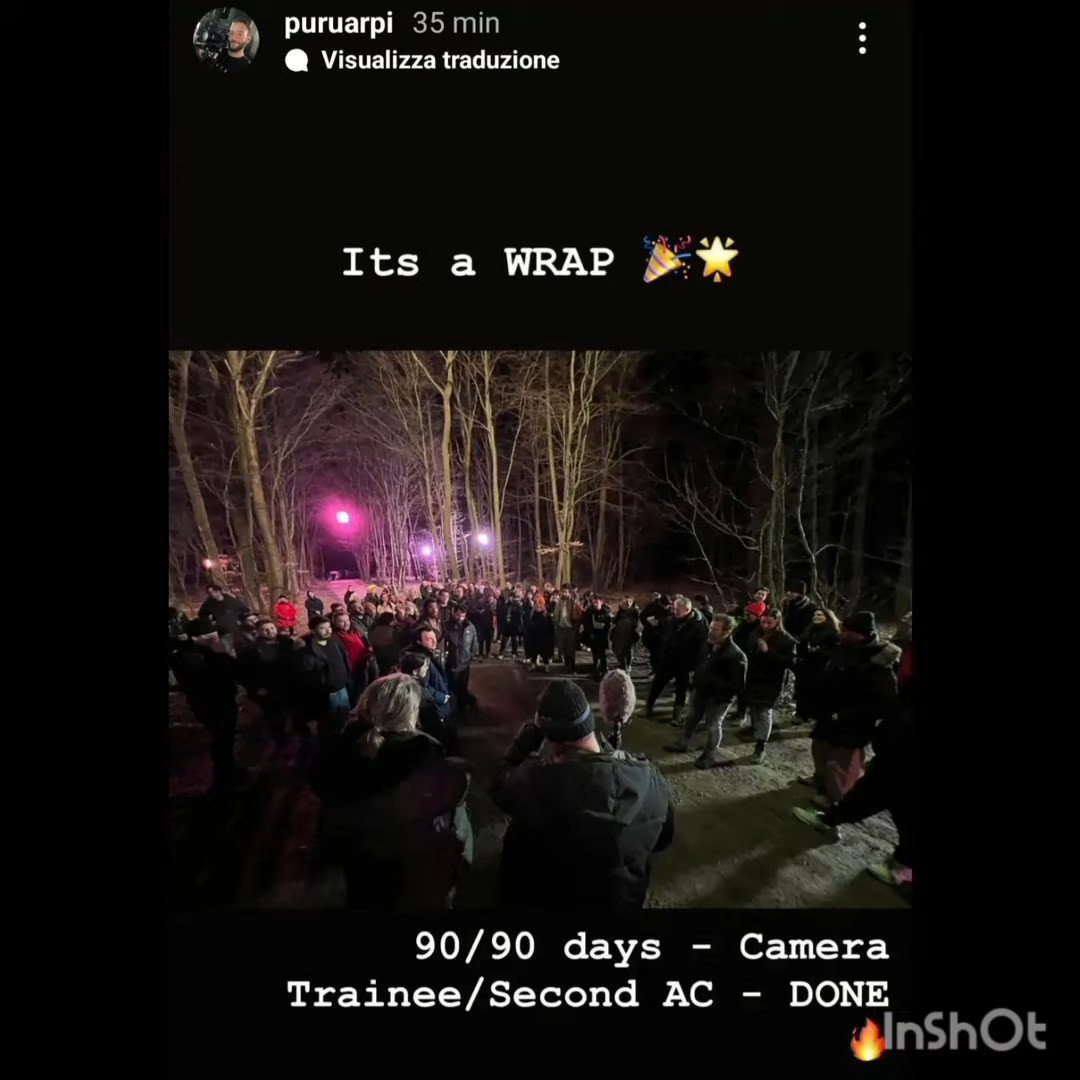 puruarpi 35 min
Visualizza traduzione
Its a WRAP 🎉🌟
90/90 days - Camera
Trainee/Second AC - DONE
InShOt